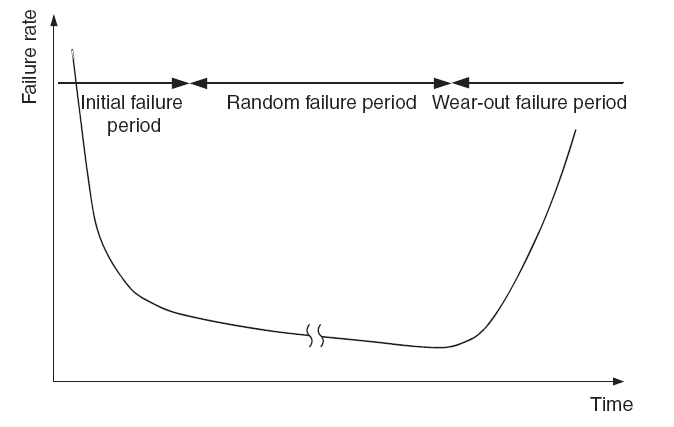 Failure rate
Initial failure
period
Random failure period
Wear-out failure period
Time